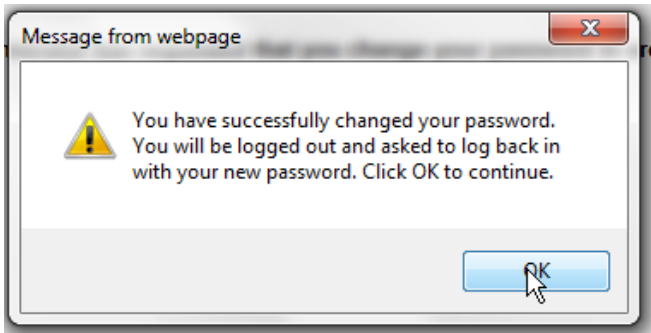 Message from webpage
You have successfully changed your password.
You will be logged out and asked to log back in
with your new password. Click OK to continue.
OK